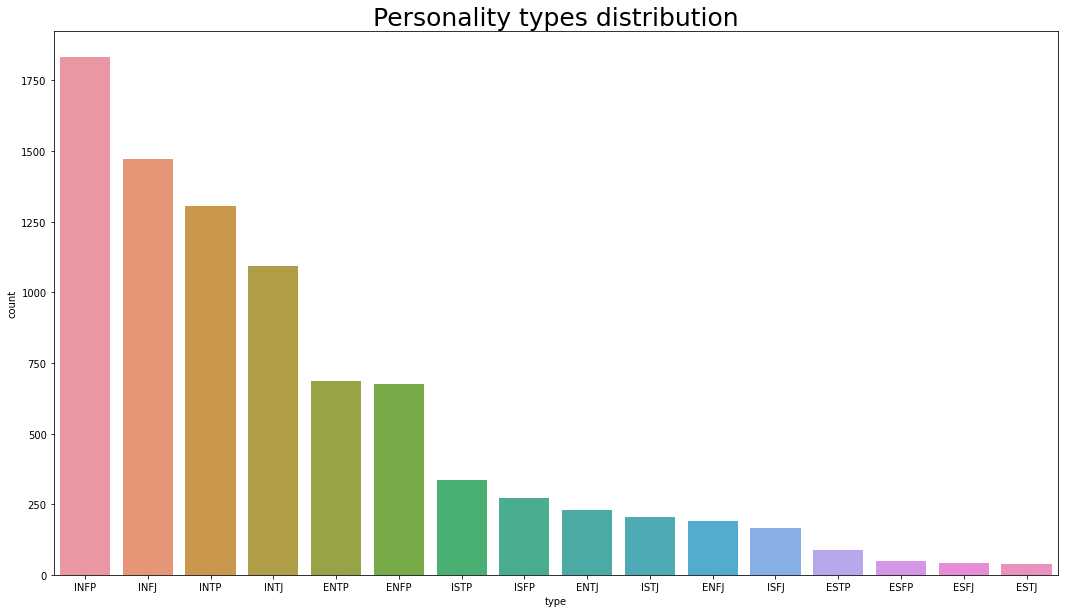 Personality types distribution
count
1750
1500
1250
1000
750
500
250
0
INFP INFJ INTP INTJ ENTP ENFP ISTP ISFP ENTJ ISTJ ENFJ ISFJ ESTP ESFP ESFJ ESTJ
type